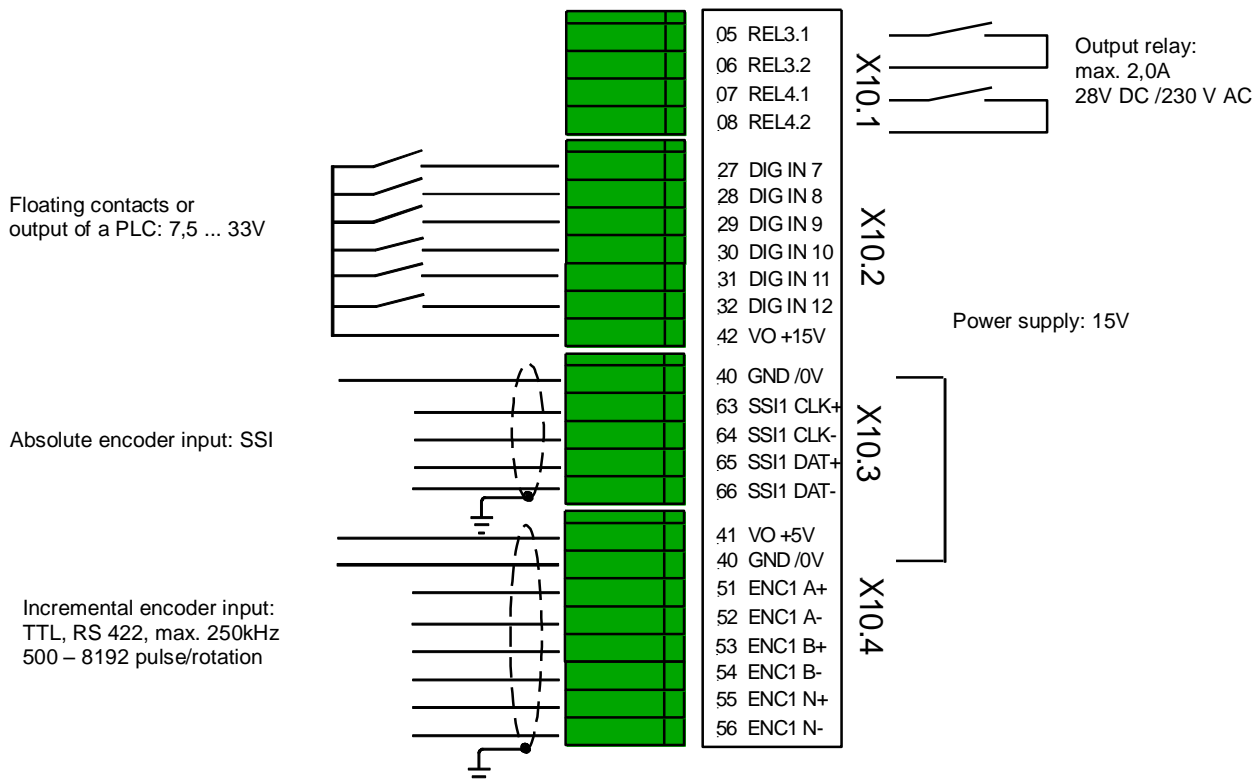 05 REL3.1
06 REL3.2
07 REL4.1
08 REL4.2
X10.1
Output relay:
max. 2,0A
28V DC /230 V AC
Floating contacts or
output of a PLC: 7,5 ... 33V
27 DIG IN 7
28 DIG IN 8
29 DIG IN 9
30 DIG IN 10
31 DIG IN 11
32 DIG IN 12
42 VO +15V
X10.2
Power supply: 15V
Absolute encoder input: SSI
40 GND /0V
63 SSI1 CLK+
64 SSI1 CLK-
65 SSI1 DAT+
66 SSI1 DAT-
X10.3
Incremental encoder input:
TTL, RS 422, max. 250kHz
500 – 8192 pulse/rotation
41 VO +5V
40 GND /0V
51 ENC1 A+
52 ENC1 A-
53 ENC1 B+
54 ENC1 B-
55 ENC1 N+
56 ENC1 N-
X10.4